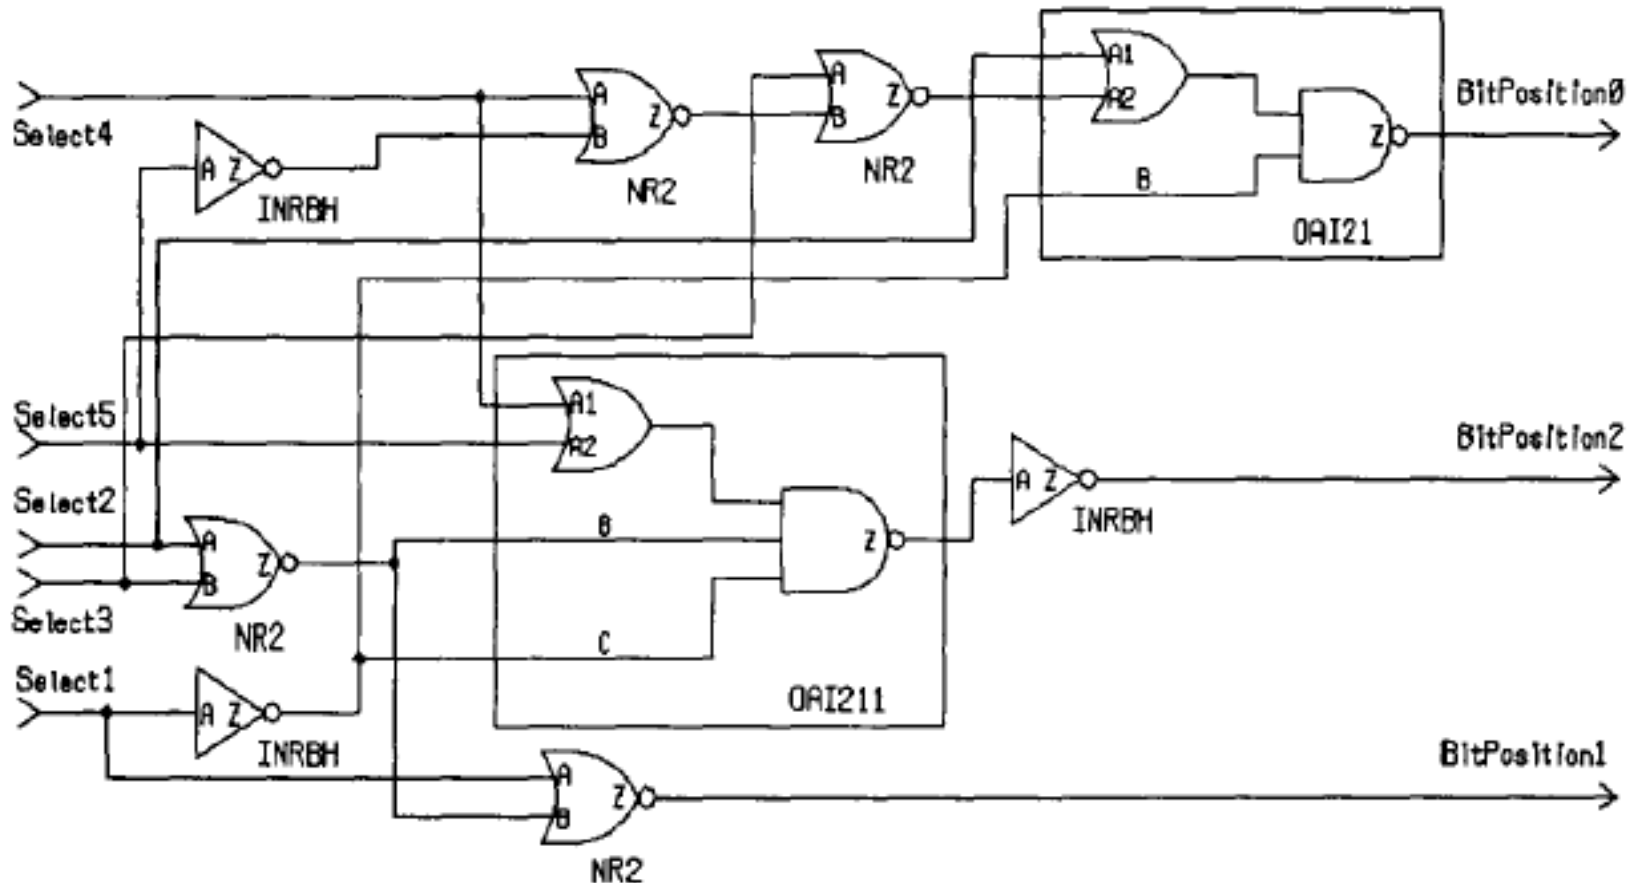 A1
A
BitPosition0
A
Z
A2
Z
B
Z
Select4
B
B
A Z
NR2
NR2
INRBH
OAI21
A1
Select5
A2
BitPosition2
A Z
Select2
B
INRBH
A
Z
Z
B
Select3
NR2
C
Select1
OAI211
A Z
INRBH
BitPosition1
A
Z
B
NR2